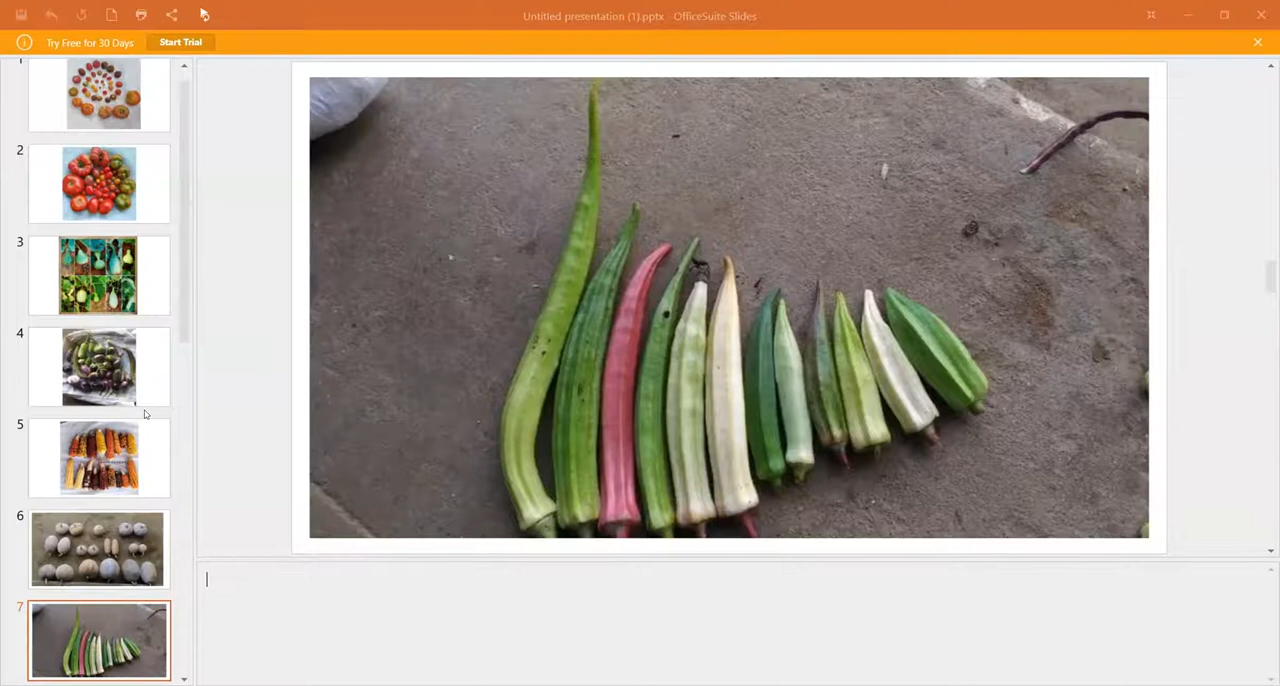 Untitled presentation (1).pptx - OfficeSuite Slides
Try Free for 30 Days
Start Trial
1
2
3
4
5
6
7